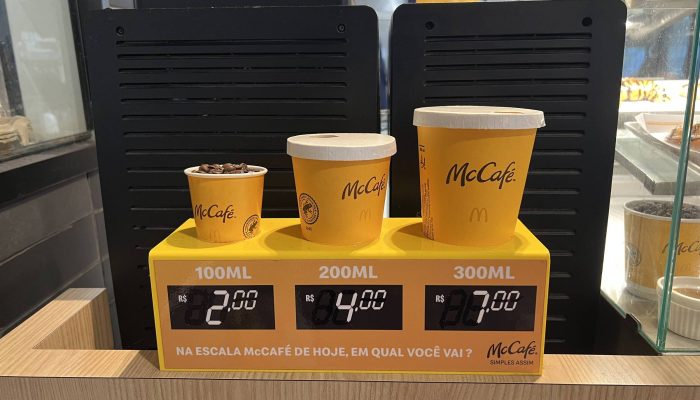 McCafé
McCafé
McCafé
100ML 200ML 300ML
R$ 2,00 R$ 4,00 R$ 7,00
NA ESCALA McCAFÉ DE HOJE, EM QUAL VOCÊ VAI ?
McCafé
SIMPLES ASSIM.